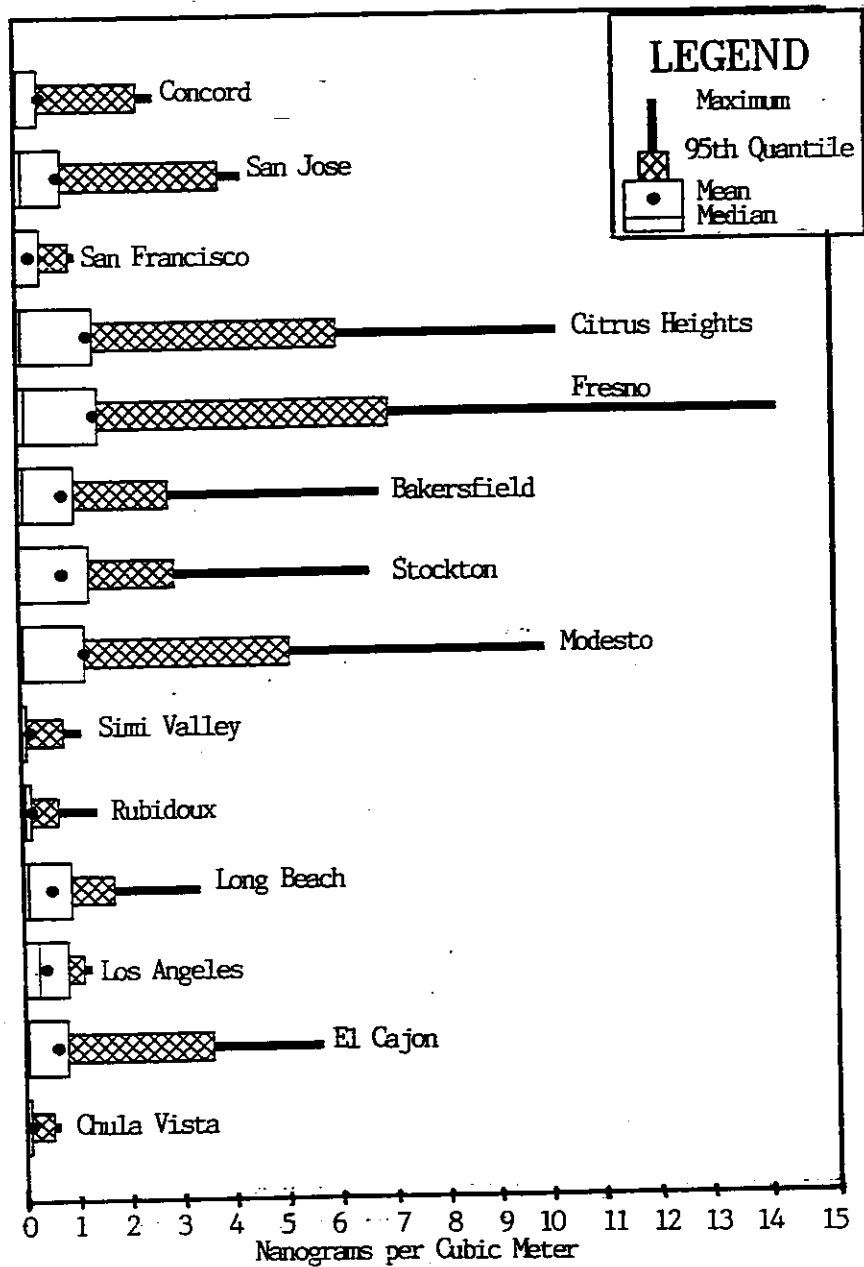 LEGEND
Maximum
95th Quantile
Mean
Median
Concord
San Jose
San Francisco
Citrus Heights
Fresno
Bakersfield
Stockton
Modesto
Simi Valley
Rubidoux
Long Beach
Los Angeles
El Cajon
Chula Vista
0 1 2 3 4 5 6 7 8 9 10 11 12 13 14 15
Nanograms per Cubic Meter